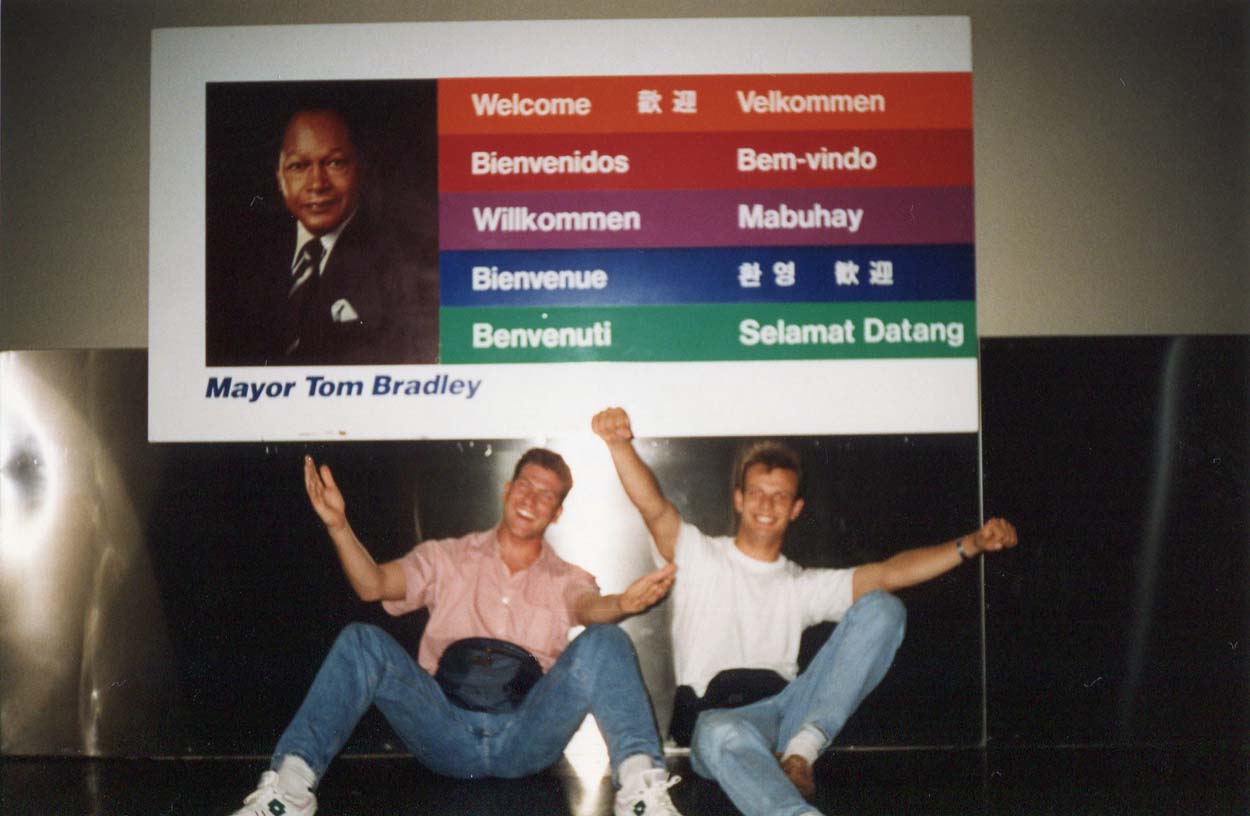 Welcome 歡迎 Velkommen
Bienvenidos Bem-vindo
Willkommen Mabuhay
Bienvenue 환영 歡迎
Benvenuti Selamat Datang
Mayor Tom Bradley